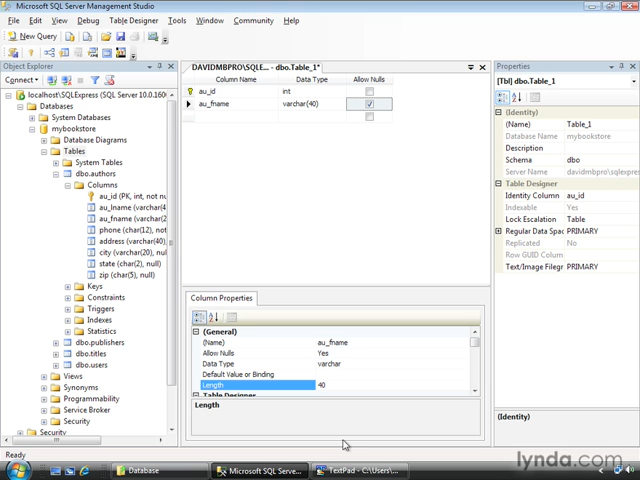 Microsoft SQL Server Management Studio
File Edit View Debug Table Designer Tools Window Community Help
New Query
Object Explorer
Connect
localhost\SQLExpress (SQL Server 10.0.1600
Databases
System Databases
mybookstore
Database Diagrams
Tables
System Tables
dbo.authors
Columns
au_id (PK, int, not nu
au_lname (varchar(4
au_fname (varchar(4
phone (char(12), not
address (varchar(40)
city (varchar(20), nu
state (char(2), null)
zip (char(5), null)
Keys
Constraints
Triggers
Indexes
Statistics
dbo.publishers
dbo.titles
dbo.users
Views
Synonyms
Programmability
Service Broker
Security
Security
DAVIDMBPRO\SQLE... - dbo.Table_1*
Column Name Data Type Allow Nulls
au_id int
au_fname varchar(40)
Column Properties
(General)
(Name) au_fname
Allow Nulls Yes
Data Type varchar
Default Value or Binding
Length 40
Table Designer
Length
Properties
[Tbl] dbo.Table_1
(Identity)
(Name) Table_1
Database Name mybookstore
Description
Schema dbo
Server Name davidmbpro\sqlexpress
Table Designer
Identity Column au_id
Indexable Yes
Lock Escalation Table
Regular Data Spac PRIMARY
Replicated No
Row GUID Column
Text/Image Filegr PRIMARY
(Identity)
Ready
Start
Database
Microsoft SQL Serve...
TextPad - C:\Users\...
lynda.com